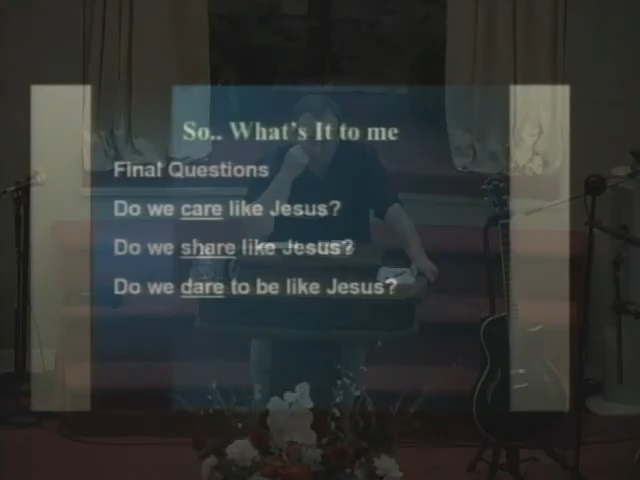 So.. What's It to me
Final Questions
Do we care like Jesus?
Do we share like Jesus?
Do we dare to be like Jesus?